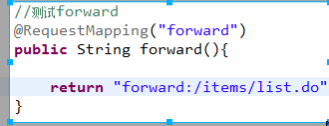 //测试forward
@RequestMapping("forward")
public String forward(){
return "forward:/items/list.do"
}